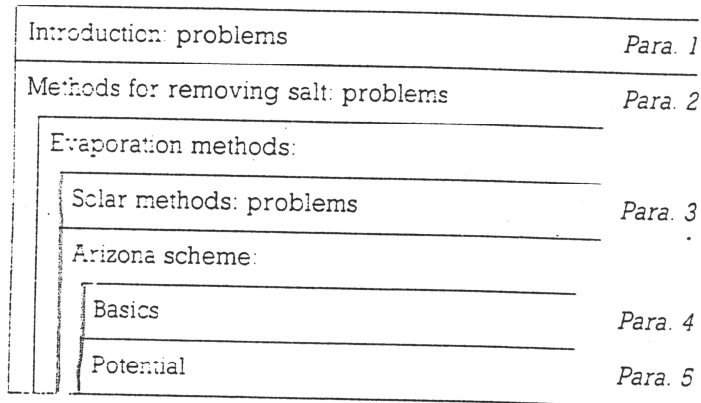 Introduction: problems Para. 1
Methods for removing salt: problems Para. 2
Evaporation methods:
Solar methods: problems Para. 3
Arizona scheme:
Basics Para. 4
Potential Para. 5